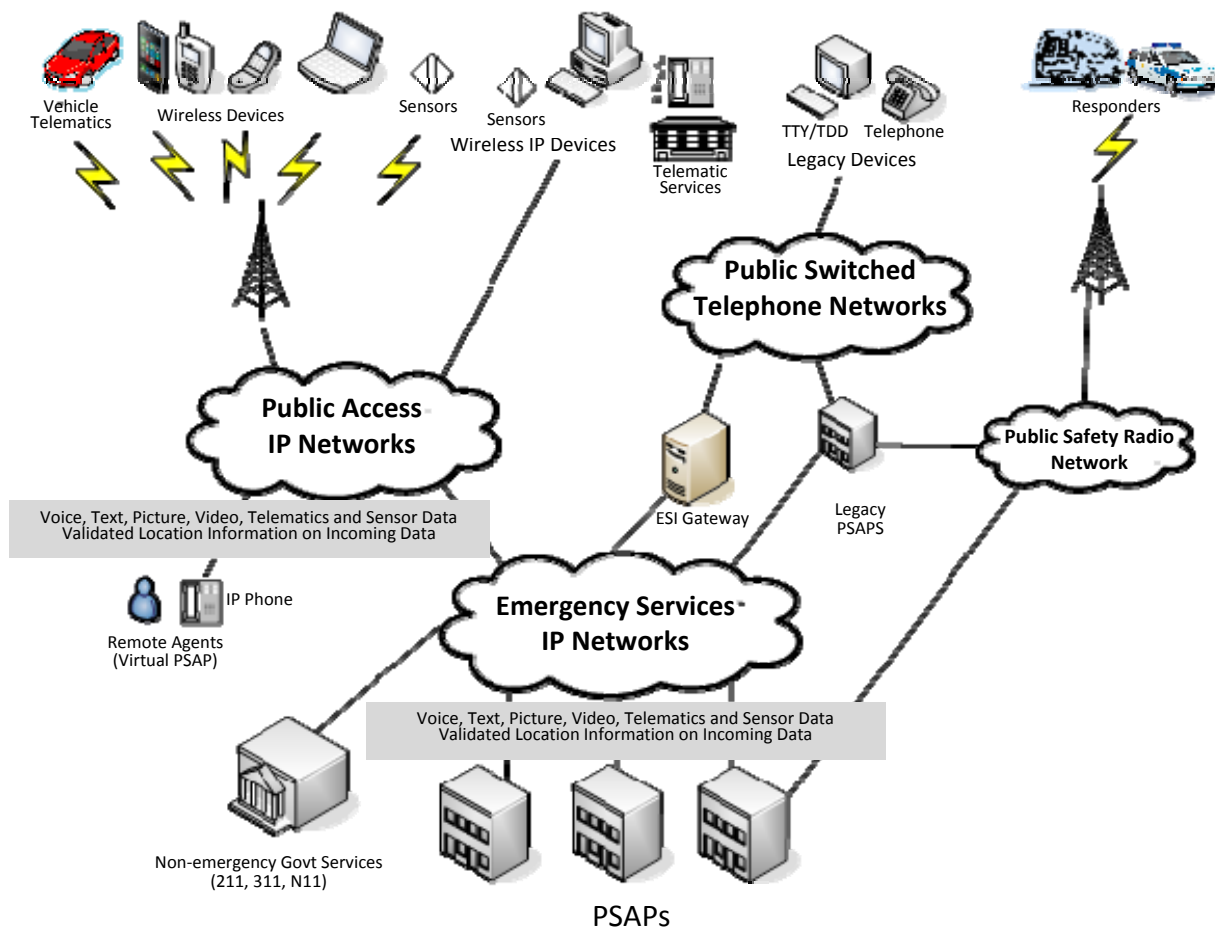 Vehicle
Telematics
Wireless Devices
Sensors
Sensors
Wireless IP Devices
Telematic
Services
TTY/TDD
Telephone
Legacy Devices
Responders
Public Switched
Telephone Networks
Public Access
IP Networks
Public Safety Radio
Network
Voice, Text, Picture, Video, Telematics and Sensor Data
Validated Location Information on Incoming Data
ESI Gateway
Legacy
PSAPS
IP Phone
Remote Agents
(Virtual PSAP)
Emergency Services
IP Networks
Voice, Text, Picture, Video, Telematics and Sensor Data
Validated Location Information on Incoming Data
Non-emergency Govt Services
(211, 311, N11)
PSAPs